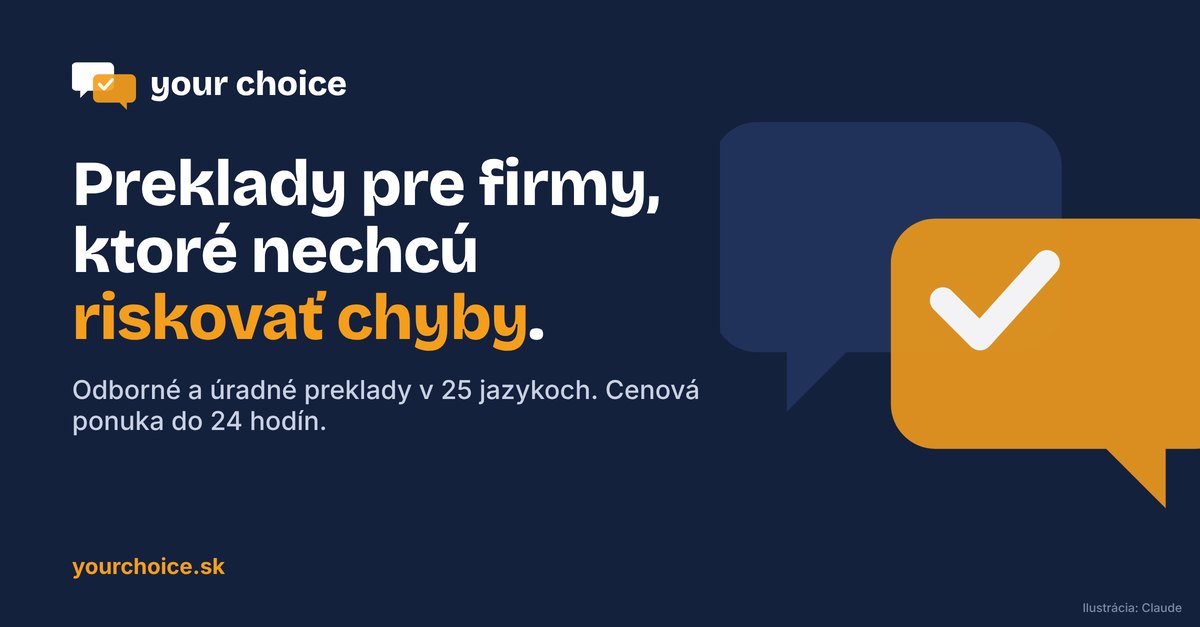 your choice
Preklady pre firmy,
ktoré nechcú
riskovať chyby.
Odborné a úradné preklady v 25 jazykoch. Cenová
ponuka do 24 hodín.
yourchoice.sk
Ilustrácia: Claude